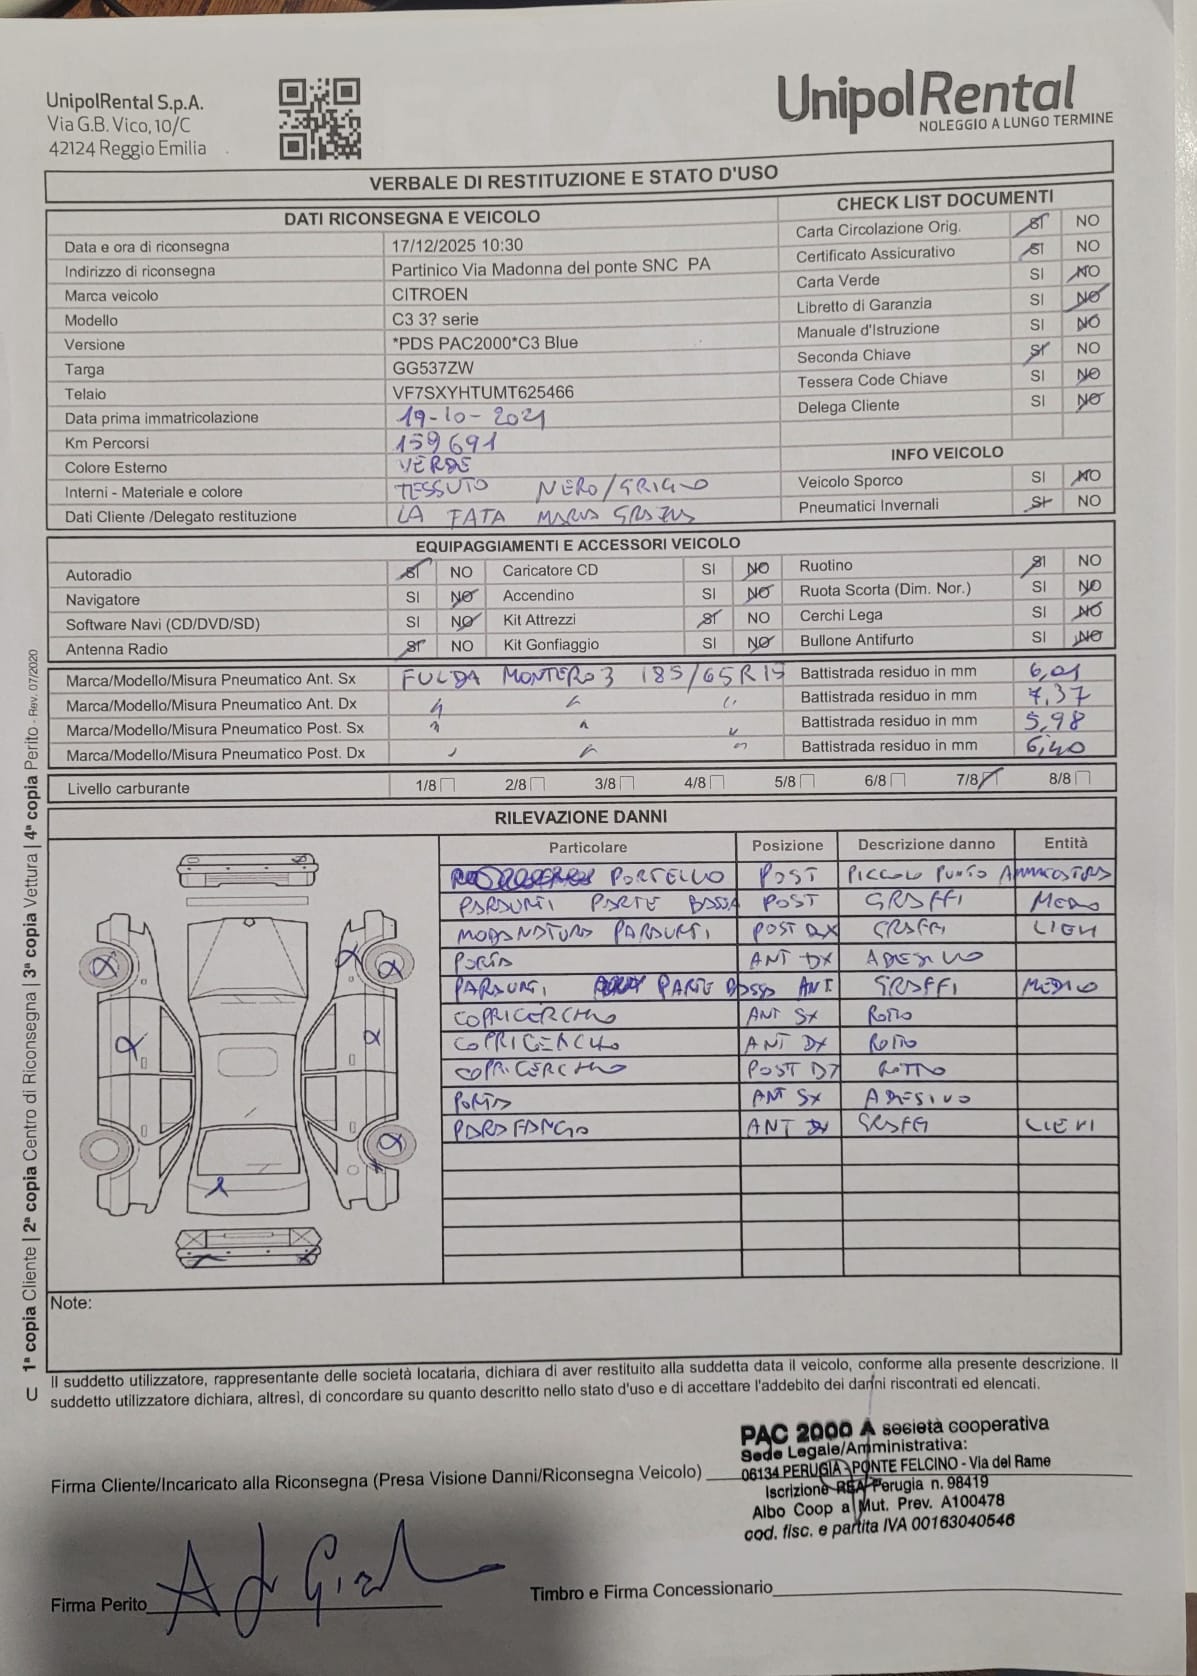 UnipolRental S.p.A.
Via G.B. Vico, 10/C
42124 Reggio Emilia
UnipolRental
NOLEGGIO A LUNGO TERMINE
VERBALE DI RESTITUZIONE E STATO D'USO
DATI RICONSEGNA E VEICOLO
Data e ora di riconsegna 17/12/2025 10:30
Indirizzo di riconsegna Partinico Via Madonna del ponte SNC PA
Marca veicolo CITROEN
Modello C3 3? serie
Versione *PDS PAC2000*C3 Blue
Targa GG537ZW
Telaio VF7SXYHTUMT625466
Data prima immatricolazione 19-10-2021
Km Percorsi 159691
Colore Esterno VERDE
Interni - Materiale e colore TESSUTO NERO/GRIGIO
Dati Cliente /Delegato restituzione LA FATA MARIA GRAZIA
CHECK LIST DOCUMENTI
Carta Circolazione Orig. SI NO
Certificato Assicurativo SI NO
Carta Verde SI NO
Libretto di Garanzia SI NO
Manuale d'Istruzione SI NO
Seconda Chiave SI NO
Tessera Code Chiave SI NO
Delega Cliente SI NO
INFO VEICOLO
Veicolo Sporco SI NO
Pneumatici Invernali SI NO
EQUIPAGGIAMENTI E ACCESSORI VEICOLO
Autoradio SI NO Caricatore CD SI NO Ruotino SI NO
Navigatore SI NO Accendino SI NO Ruota Scorta (Dim. Nor.) SI NO
Software Navi (CD/DVD/SD) SI NO Kit Attrezzi SI NO Cerchi Lega SI NO
Antenna Radio SI NO Kit Gonfiaggio SI NO Bullone Antifurto SI NO
Marca/Modello/Misura Pneumatico Ant. Sx FULDA MONTERO 3 185/65R15 Battistrada residuo in mm 6,01
Marca/Modello/Misura Pneumatico Ant. Dx Battistrada residuo in mm 7,37
Marca/Modello/Misura Pneumatico Post. Sx Battistrada residuo in mm 5,98
Marca/Modello/Misura Pneumatico Post. Dx Battistrada residuo in mm 6,40
Livello carburante 1/8 2/8 3/8 4/8 5/8 6/8 7/8 8/8
RILEVAZIONE DANNI
Particolare Posizione Descrizione danno Entità
PORTELLO POST PICCOLO PUNTO
PARAURTI PARTE BASSA POST GRAFFI MEDIO
MODANATURA PARAURTI POST DX GRAFFI LIEVI
PORTA ANT DX ADESIVO
PARAURTI PARTE BASSA ANT GRAFFI MEDIO
COPRICERCHIO ANT SX ROTTO
COPRICERCHIO ANT DX ROTTO
COPRICERCHIO POST DX ROTTO
PORTA ANT SX ADESIVO
PARAFANGO ANT GRAFFI LIEVI
Note:
Il suddetto utilizzatore, rappresentante delle società locataria, dichiara di aver restituito alla suddetta data il veicolo, conforme alla presente descrizione. Il
suddetto utilizzatore dichiara, altresì, di concordare su quanto descritto nello stato d'uso e di accettare l'addebito dei danni riscontrati ed elencati.
PAC 2000 A società cooperativa
Sede Legale/Amministrativa:
06134 PERUGIA - PONTE FELCINO - Via del Rame
Iscrizione REA Perugia n. 98419
Albo Coop a Mut. Prev. A100478
cod. fisc. e partita IVA 00163040546
Firma Cliente/Incaricato alla Riconsegna (Presa Visione Danni/Riconsegna Veicolo)
Firma Perito
Timbro e Firma Concessionario
1ª copia Cliente | 2ª copia Centro di Riconsegna | 3ª copia Vettura | 4ª copia Perito - Rev. 07/2020